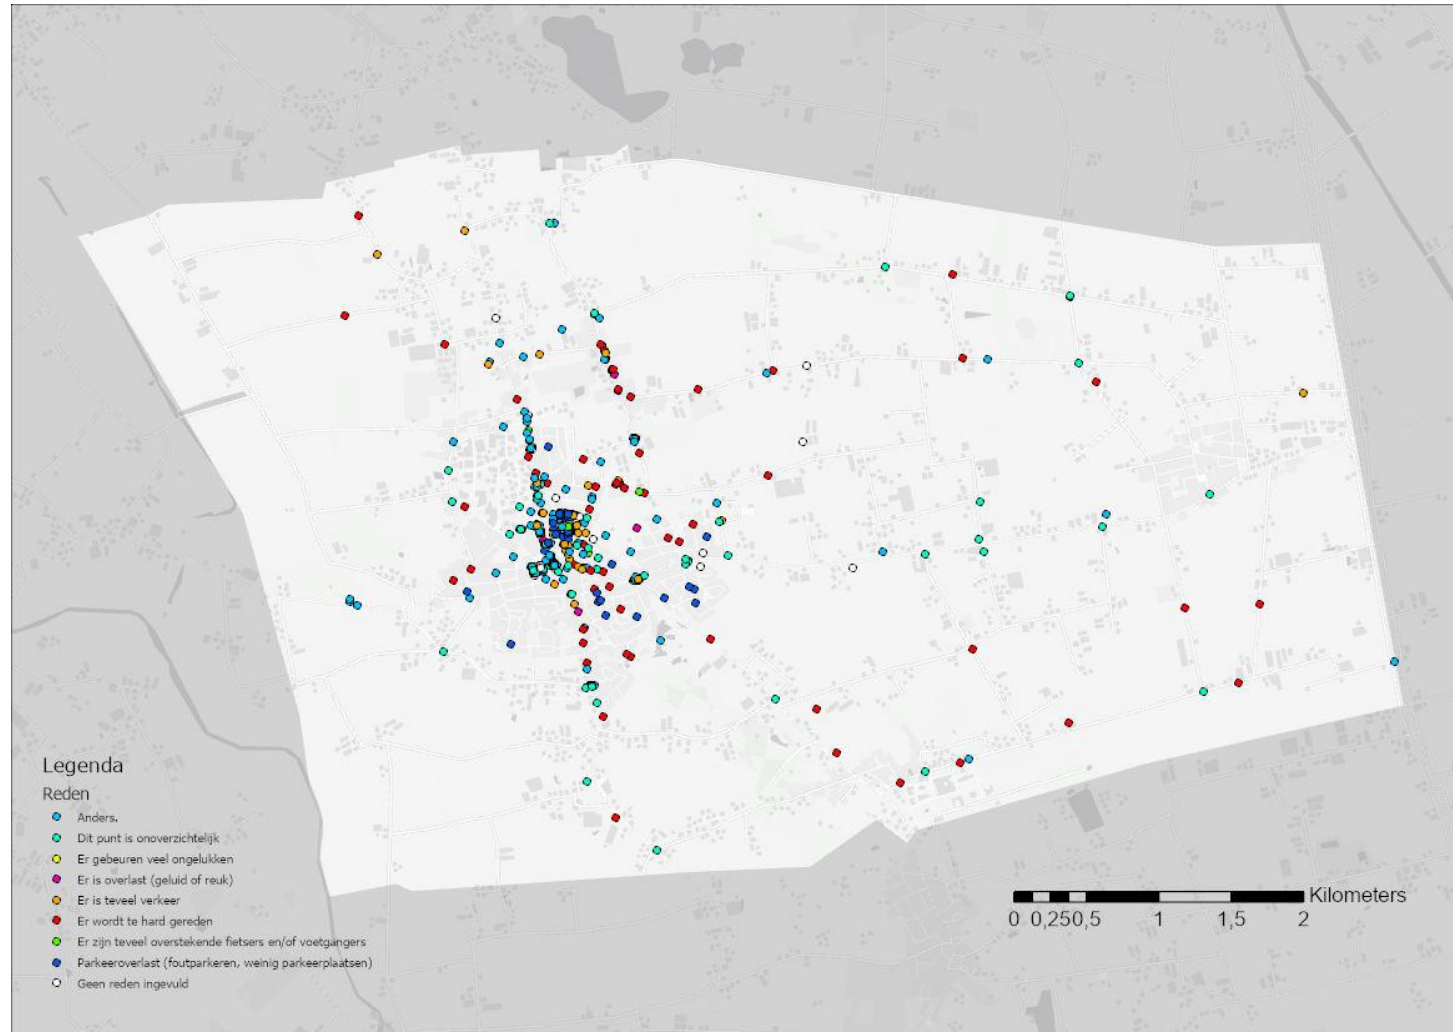 Legenda
Reden
Anders.
Dit punt is onoverzichtelijk
Er gebeuren veel ongelukken
Er is overlast (geluid of reuk)
Er is teveel verkeer
Er wordt te hard gereden
Er zijn teveel overstekende fietsers en/of voetgangers
Parkeeroverlast (foutparkeren, weinig parkeerplaatsen)
Geen reden ingevuld
Kilometers
0 0,25 0,5 1 1,5 2